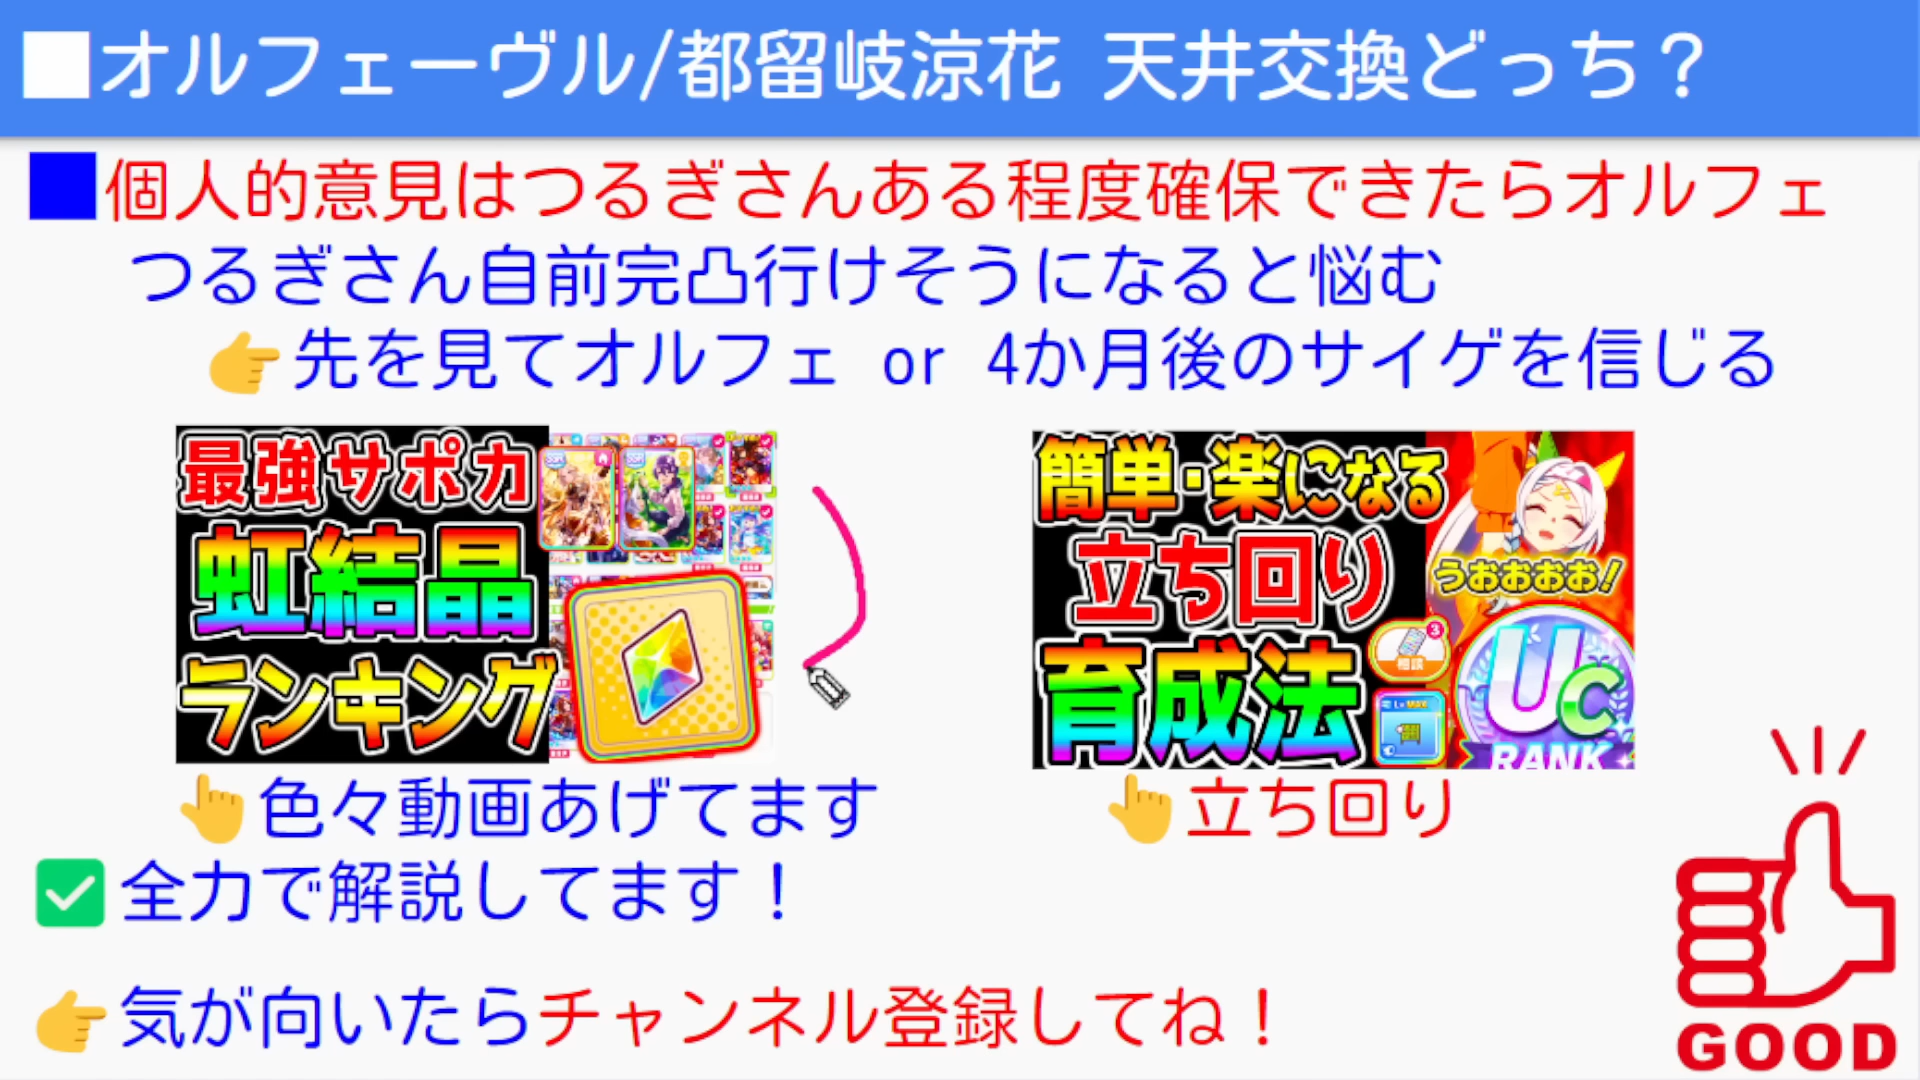 ■オルフェーヴル/都留岐涼花 天井交換どっち？
■個人的意見はつるぎさんある程度確保できたらオルフェ
つるぎさん自前完凸行けそうになると悩む
👉先を見てオルフェ or 4か月後のサイゲを信じる
最強サポカ
虹結晶
ランキング
SSR
SSR
簡単・楽になる
立ち回り
育成法
うおおおお！
3
相談
Lv MAX
UC
RANK
👆色々動画あげてます
👆立ち回り
✅全力で解説してます！
👉気が向いたらチャンネル登録してね！
GOOD